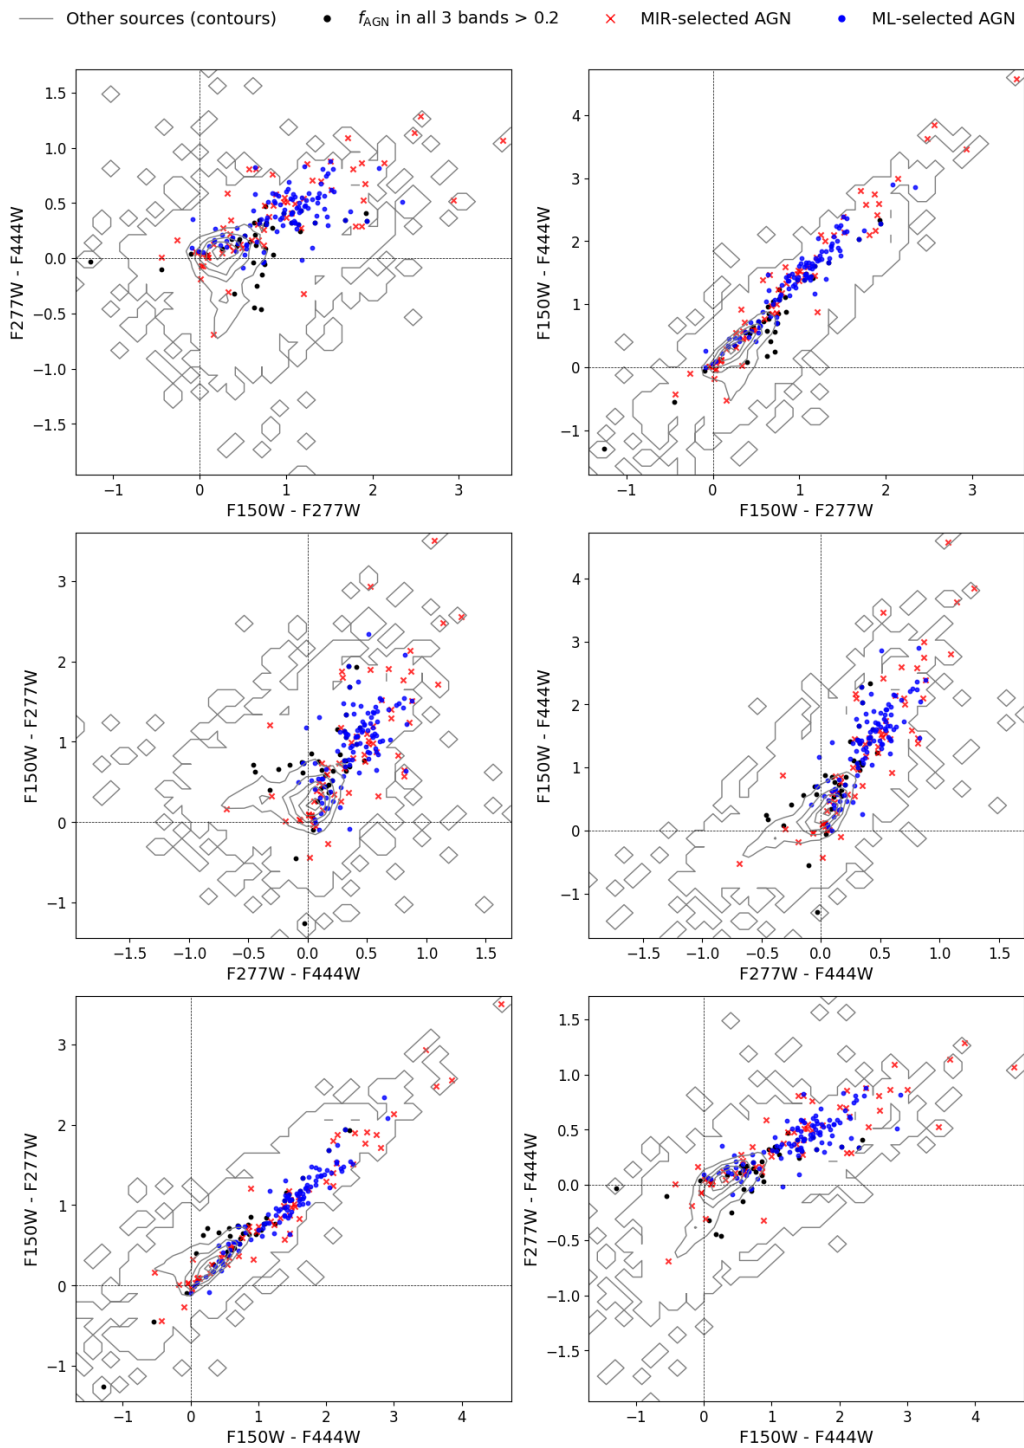 Other sources (contours) f_AGN in all 3 bands > 0.2 MIR-selected AGN ML-selected AGN
1.5
1.0
0.5
0.0
−0.5
−1.0
−1.5
F277W - F444W
−1 0 1 2 3
F150W - F277W
4
3
2
1
0
−1
F150W - F444W
−1 0 1 2 3
F150W - F277W
3
2
1
0
−1
F150W - F277W
−1.5 −1.0 −0.5 0.0 0.5 1.0 1.5
F277W - F444W
4
3
2
1
0
−1
F150W - F444W
−1.5 −1.0 −0.5 0.0 0.5 1.0 1.5
F277W - F444W
3
2
1
0
−1
F150W - F277W
−1 0 1 2 3 4
F150W - F444W
1.5
1.0
0.5
0.0
−0.5
−1.0
−1.5
F277W - F444W
−1 0 1 2 3 4
F150W - F444W